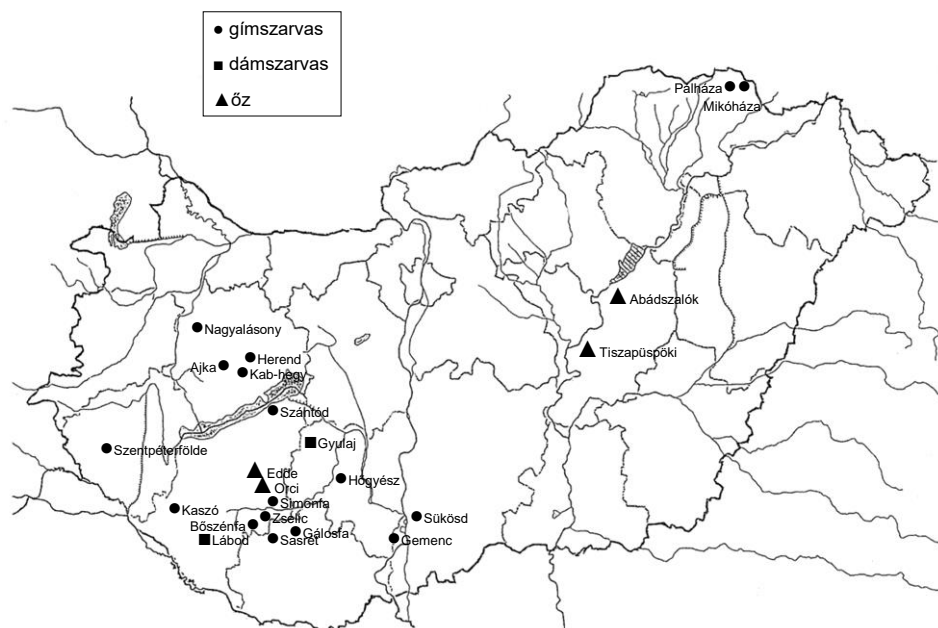 gímszarvas
dámszarvas
őz
Pálháza
Mikóháza
Abádszalók
Nagyalásony
Tiszapüspöki
Herend
Ajka
Kab-hegy
Szántód
Gyulaj
Szentpéterfölde
Edde
Hőgyész
Orci
Simonfa
Kaszó
Zselic
Sükösd
Bőszénfa
Gálosfa
Lábod
Sasrét
Gemenc